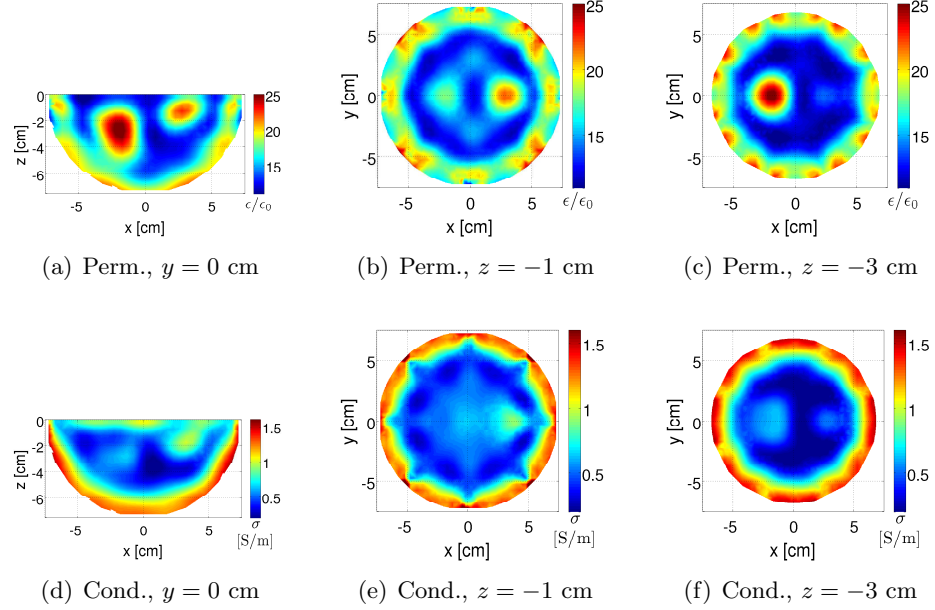 25
20
15
ϵ/ϵ0
0
-2
-4
-6
z [cm]
-5 0 5
x [cm]
(a) Perm., y = 0 cm
25
20
15
ϵ/ϵ0
5
0
-5
y [cm]
-5 0 5
x [cm]
(b) Perm., z = −1 cm
25
20
15
ϵ/ϵ0
5
0
-5
y [cm]
-5 0 5
x [cm]
(c) Perm., z = −3 cm
1.5
1
0.5
σ
[S/m]
0
-2
-4
-6
z [cm]
-5 0 5
x [cm]
(d) Cond., y = 0 cm
1.5
1
0.5
σ
[S/m]
5
0
-5
y [cm]
-5 0 5
x [cm]
(e) Cond., z = −1 cm
1.5
1
0.5
σ
[S/m]
5
0
-5
y [cm]
-5 0 5
x [cm]
(f) Cond., z = −3 cm